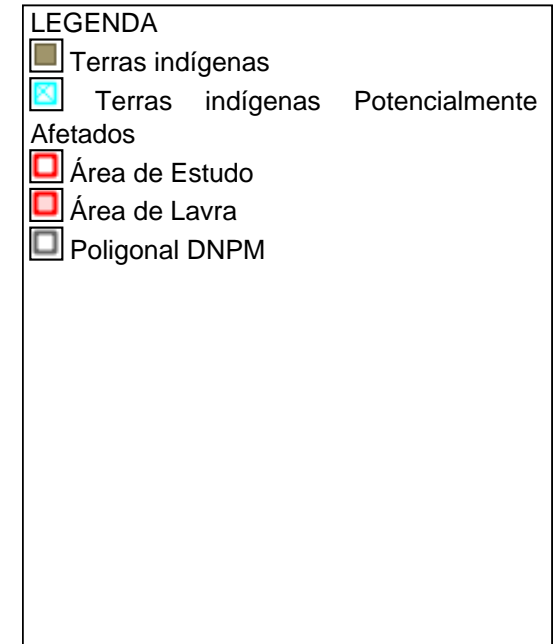 LEGENDA
Terras indígenas
Terras indígenas Potencialmente
Afetados
Área de Estudo
Área de Lavra
Poligonal DNPM